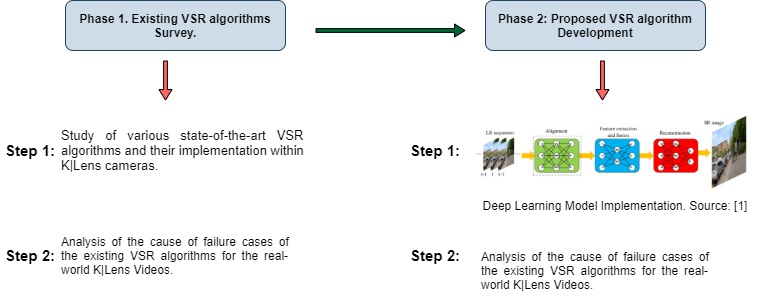 Phase 1. Existing VSR algorithms
Survey.
Phase 2: Proposed VSR algorithm
Development
Step 1:
Study of various state-of-the-art VSR
algorithms and their implementation within
K|Lens cameras.
Step 2:
Analysis of the cause of failure cases of
the existing VSR algorithms for the real-
world K|Lens Videos.
Step 1:
LR sequences
t-1 t t+1
Alignment
Feature extraction
and fusion
Reconstruction
SR image
Deep Learning Model Implementation. Source: [1]
Step 2:
Analysis of the cause of failure cases of
the existing VSR algorithms for the real-
world K|Lens Videos.